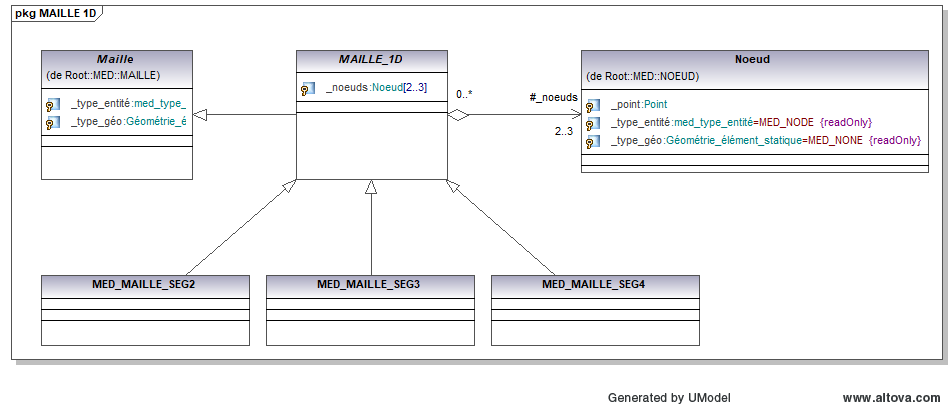 pkg MAILLE 1D
Maille
(de Root::MED::MAILLE)
_type_entité:med_type_
_type_géo:Géométrie_é
MAILLE_1D
_noeuds:Noeud[2..3]
0..*
#_noeuds
2..3
Noeud
(de Root::MED::NOEUD)
_point:Point
_type_entité:med_type_entité=MED_NODE {readOnly}
_type_géo:Géométrie_élément_statique=MED_NONE {readOnly}
MED_MAILLE_SEG2
MED_MAILLE_SEG3
MED_MAILLE_SEG4
Generated by UModel
www.altova.com